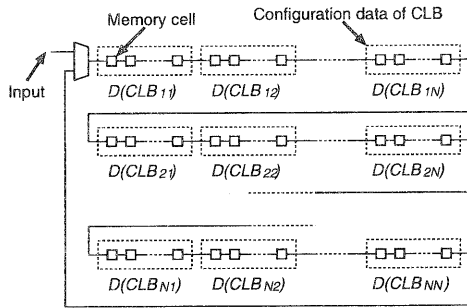 Memory cell
Configuration data of CLB
Input
D(CLB11) D(CLB12) D(CLB1N)
D(CLB21) D(CLB22) D(CLB2N)
D(CLBN1) D(CLBN2) D(CLBNN)